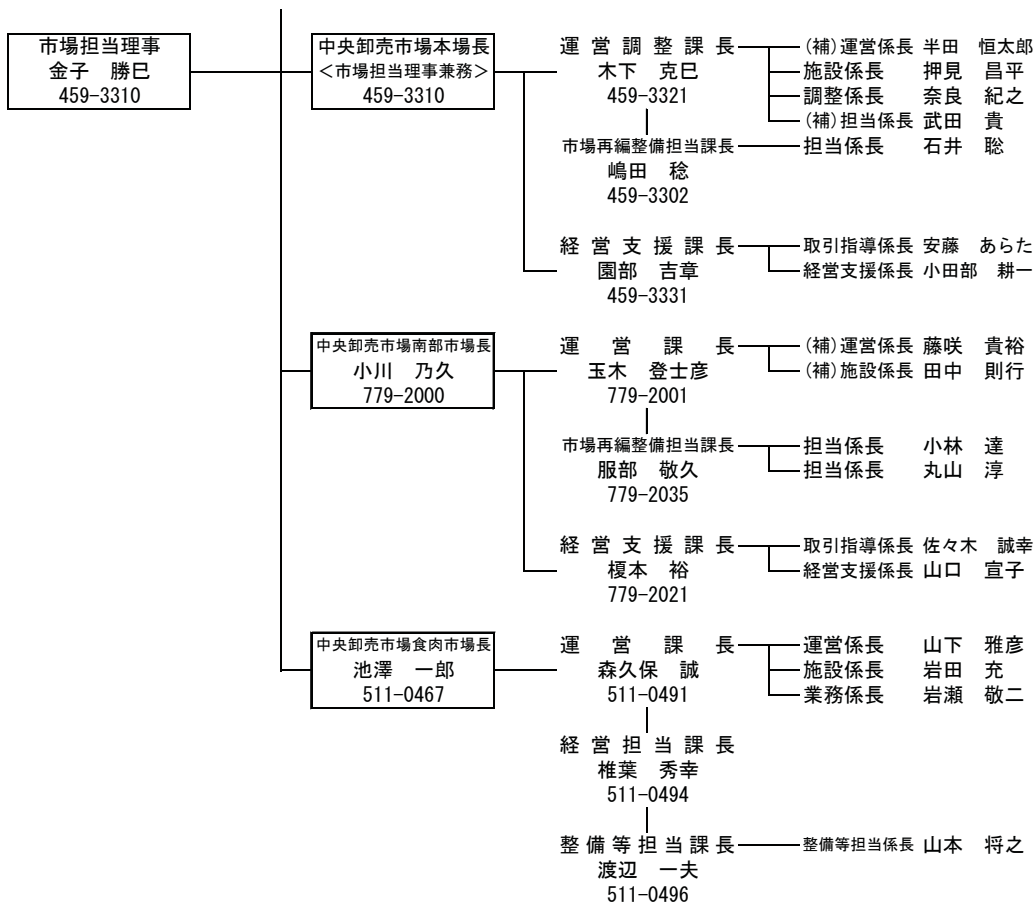 市場担当理事
金子　勝巳
459-3310
中央卸売市場本場長
＜市場担当理事兼務＞
459-3310
運営調整課長
木下　克巳
459-3321
(補)運営係長 半田　恒太郎
施設係長 押見　昌平
調整係長 奈良　紀之
(補)担当係長 武田　貴
市場再編整備担当課長
嶋田　稔
459-3302
担当係長 石井　聡
経営支援課長
園部　吉章
459-3331
取引指導係長 安藤　あらた
経営支援係長 小田部　耕一
中央卸売市場南部市場長
小川　乃久
779-2000
運営課長
玉木　登士彦
779-2001
(補)運営係長 藤咲　貴裕
(補)施設係長 田中　則行
市場再編整備担当課長
服部　敬久
779-2035
担当係長 小林　達
担当係長 丸山　淳
経営支援課長
榎本　裕
779-2021
取引指導係長 佐々木　誠幸
経営支援係長 山口　宣子
中央卸売市場食肉市場長
池澤　一郎
511-0467
運営課長
森久保　誠
511-0491
運営係長 山下　雅彦
施設係長 岩田　充
業務係長 岩瀬　敬二
経営担当課長
椎葉　秀幸
511-0494
整備等担当課長
渡辺　一夫
511-0496
整備等担当係長 山本　将之